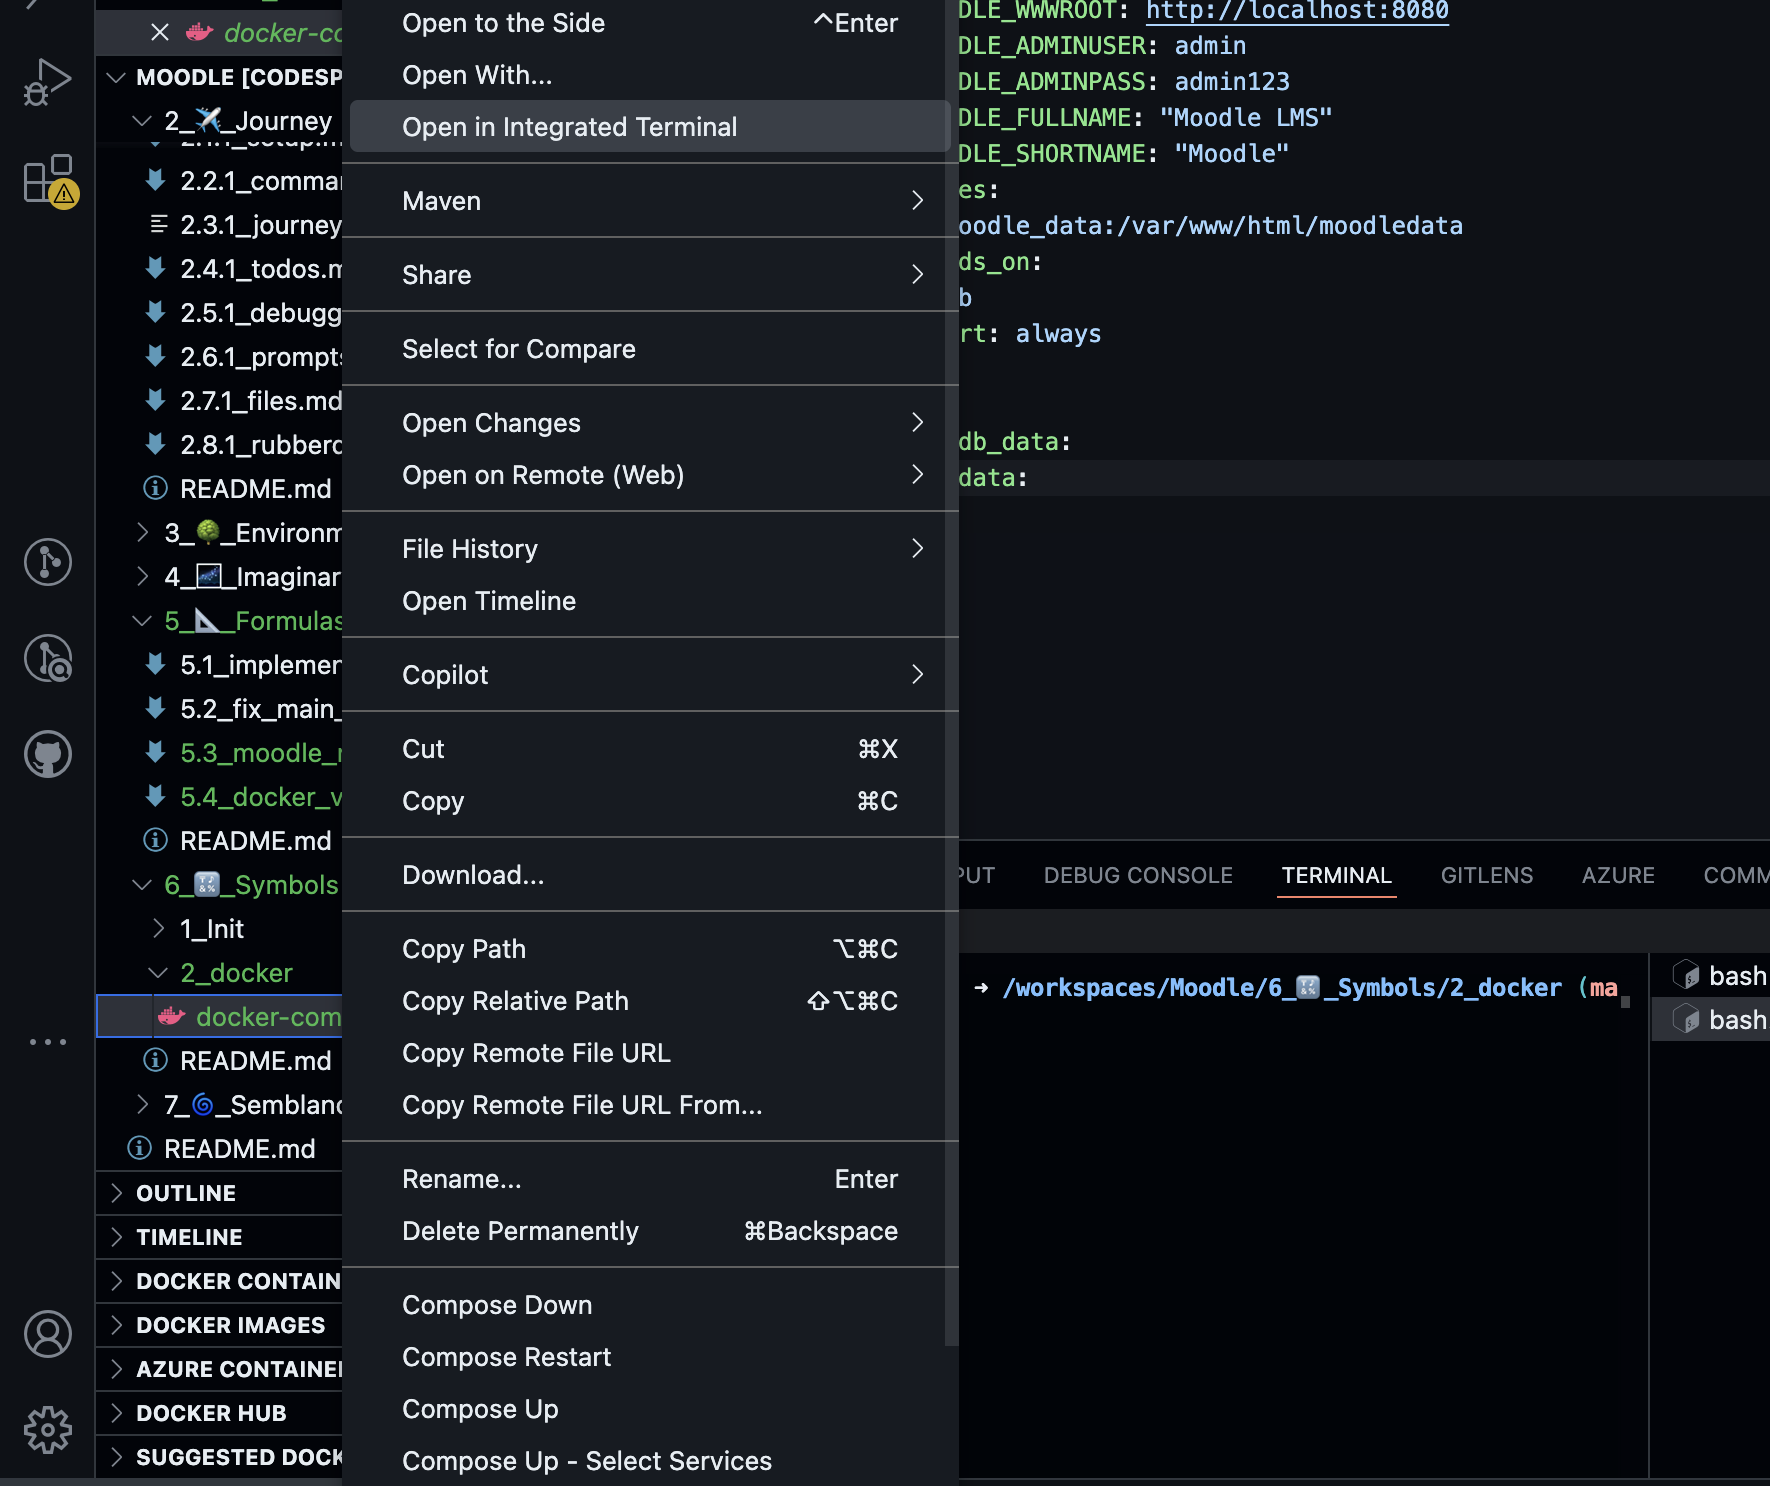 docker-co
MOODLE [CODESP
2_✈️_Journey
2.2.1_comma
2.3.1_journey
2.4.1_todos.m
2.5.1_debugg
2.6.1_prompts
2.7.1_files.md
2.8.1_rubberd
README.md
3_🌳_Environm
4_🌌_Imaginar
5_📐_Formulas
5.1_implemen
5.2_fix_main_
5.3_moodle_r
5.4_docker_v
README.md
6_🔣_Symbols
1_Init
2_docker
docker-com
README.md
7_🌀_Semblanc
README.md
OUTLINE
TIMELINE
DOCKER CONTAIN
DOCKER IMAGES
AZURE CONTAINE
DOCKER HUB
SUGGESTED DOCK
Open to the Side ^Enter
Open With...
Open in Integrated Terminal
Maven
Share
Select for Compare
Open Changes
Open on Remote (Web)
File History
Open Timeline
Copilot
Cut ⌘X
Copy ⌘C
Download...
Copy Path ⌥⌘C
Copy Relative Path ⇧⌥⌘C
Copy Remote File URL
Copy Remote File URL From...
Rename... Enter
Delete Permanently ⌘Backspace
Compose Down
Compose Restart
Compose Up
Compose Up - Select Services
DLE_WWWROOT: http://localhost:8080
DLE_ADMINUSER: admin
DLE_ADMINPASS: admin123
DLE_FULLNAME: "Moodle LMS"
DLE_SHORTNAME: "Moodle"
es:
oodle_data:/var/www/html/moodledata
ds_on:
b
rt: always
db_data:
data:
PUT DEBUG CONSOLE TERMINAL GITLENS AZURE COMM
→ /workspaces/Moodle/6_🔣_Symbols/2_docker (ma
bash
bash